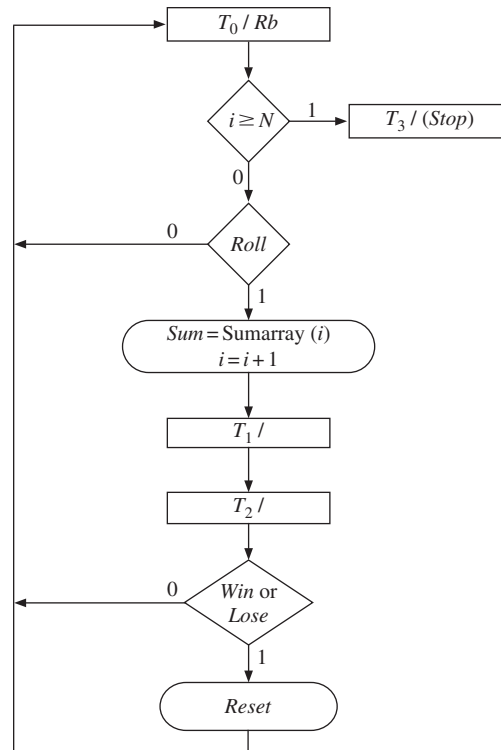 T₀ / Rb
i ≥ N
1
T₃ / (Stop)
0
0
Roll
1
Sum = Sumarray (i)
i = i + 1
T₁ /
T₂ /
0
Win or
Lose
1
Reset